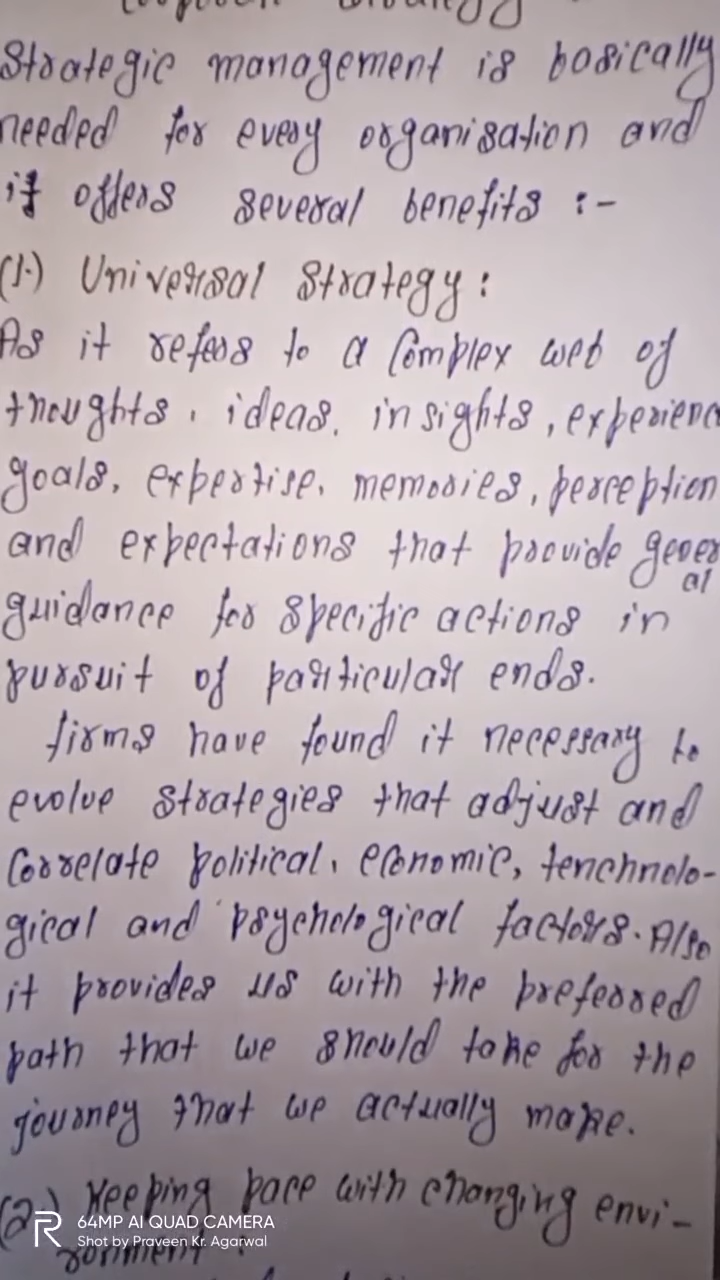 Strategy
Strategic management is basically
needed for every organisation and
it offers several benefits :-
(1.) Universal Strategy :
As it refers to a Complex web of
thoughts, ideas, insights, experienc
goals, expertise, memories, perception
and expectations that provide gener
al
guidance for specific actions in
pursuit of particular ends.
firms have found it necessary to
evolve strategies that adjust and
Correlate political, economic, tenchnolo-
gical and psychological factors. Also
it provides us with the preferred
path that we should take for the
journey that we actually make.
(2.) Keeping pace with changing envi-
ronment :
64MP AI QUAD CAMERA
Shot by Praveen Kr. Agarwal